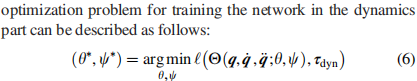 optimization problem for training the network in the dynamics
part can be described as follows:
(θ*, ψ*) = arg min ℓ(Θ(q, q̇, q̈; θ, ψ), τdyn) (6)
θ,ψ